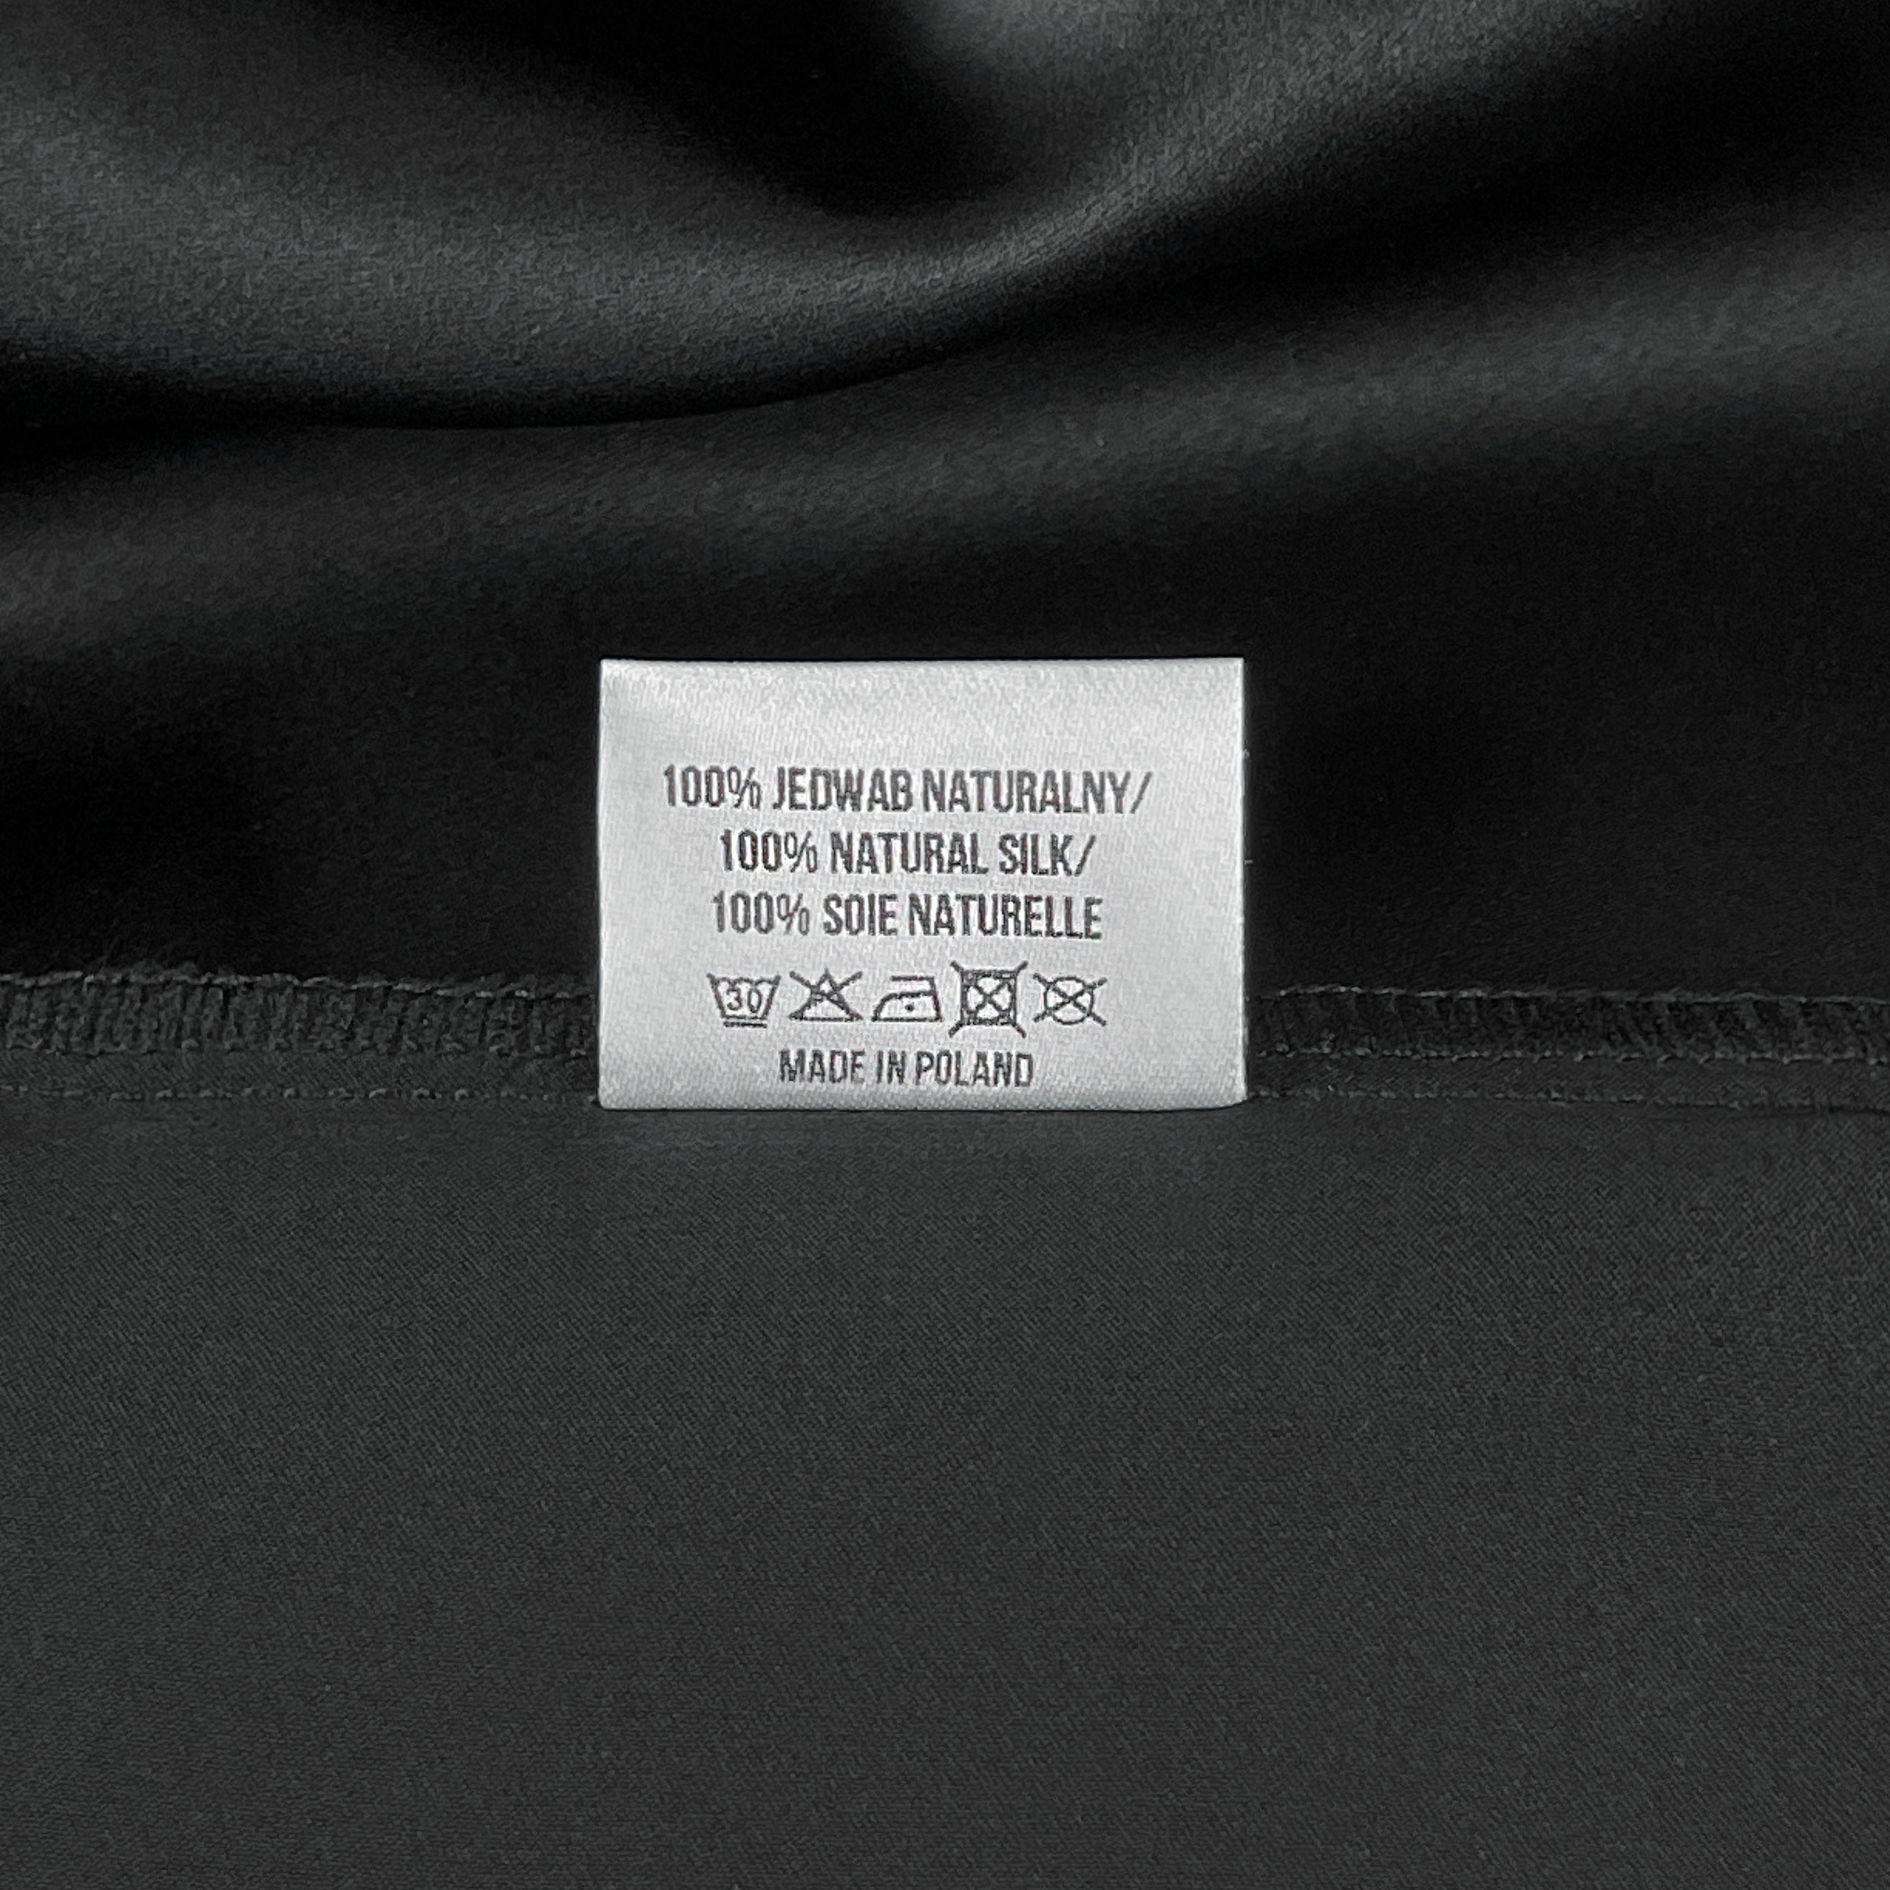 100% JEDWAB NATURALNY/
100% NATURAL SILK/
100% SOIE NATURELLE
30
MADE IN POLAND